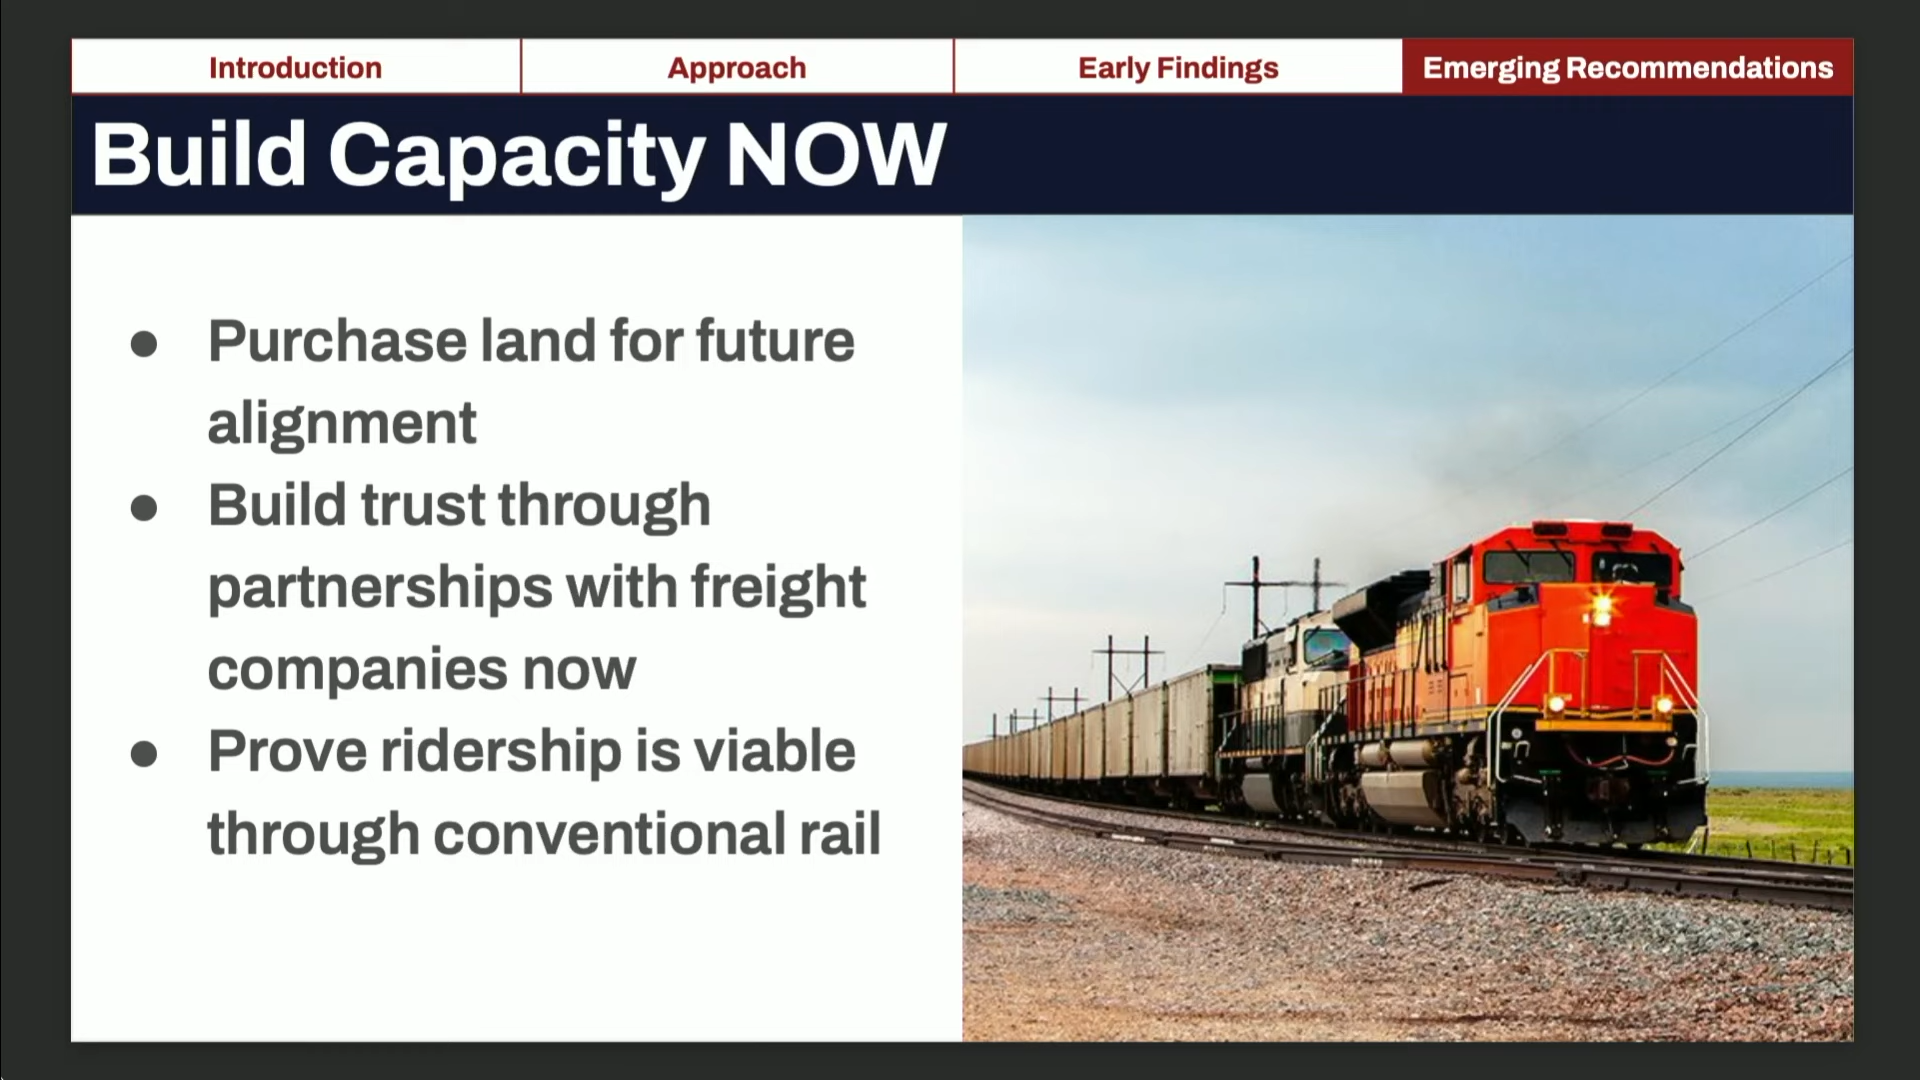 Introduction
Approach
Early Findings
Emerging Recommendations
Build Capacity NOW
● Purchase land for future
alignment
● Build trust through
partnerships with freight
companies now
● Prove ridership is viable
through conventional rail